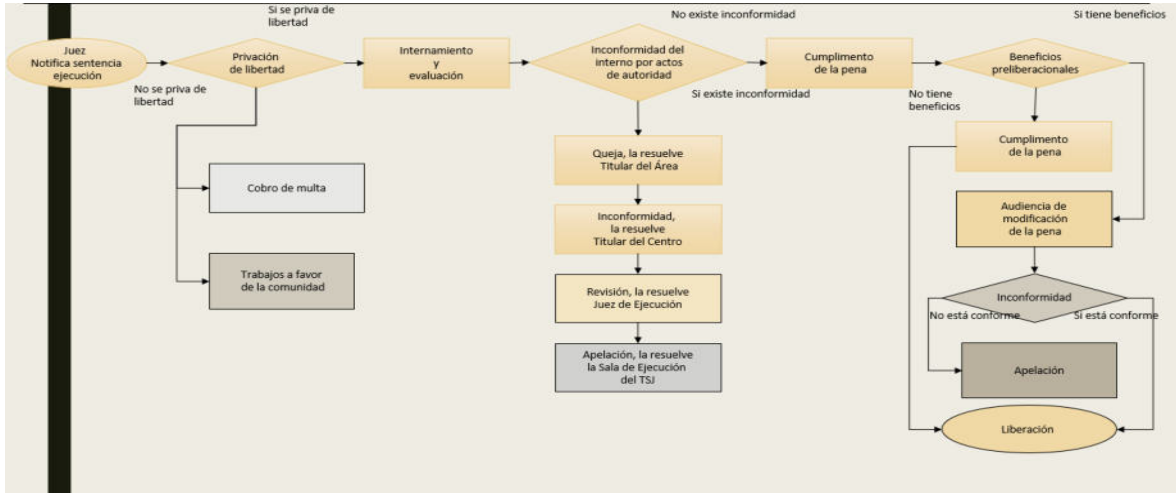 Si se priva de
libertad
No existe inconformidad
Si tiene beneficios
Juez
Notifica sentencia
ejecución
Privación
de libertad
Internamiento
y
evaluación
Inconformidad del
interno por actos
de autoridad
Cumplimento
de la pena
Beneficios
preliberacionales
No se priva de
libertad
Si existe inconformidad
No tiene
beneficios
Queja, la resuelve
Titular del Área
Cumplimento
de la pena
Cobro de multa
Inconformidad,
la resuelve
Titular del Centro
Audiencia de
modificación
de la pena
Trabajos a favor
de la comunidad
Revisión, la resuelve
Juez de Ejecución
Inconformidad
No está conforme
Si está conforme
Apelación, la resuelve
la Sala de Ejecución
del TSJ
Apelación
Liberación